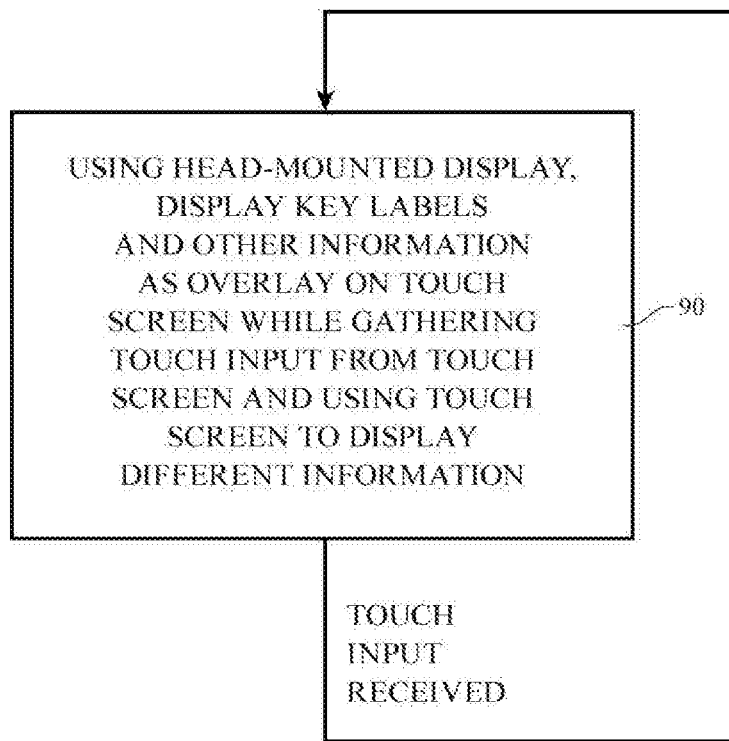 USING HEAD-MOUNTED DISPLAY,
DISPLAY KEY LABELS
AND OTHER INFORMATION
AS OVERLAY ON TOUCH
SCREEN WHILE GATHERING
TOUCH INPUT FROM TOUCH
SCREEN AND USING TOUCH
SCREEN TO DISPLAY
DIFFERENT INFORMATION
90
TOUCH
INPUT
RECEIVED